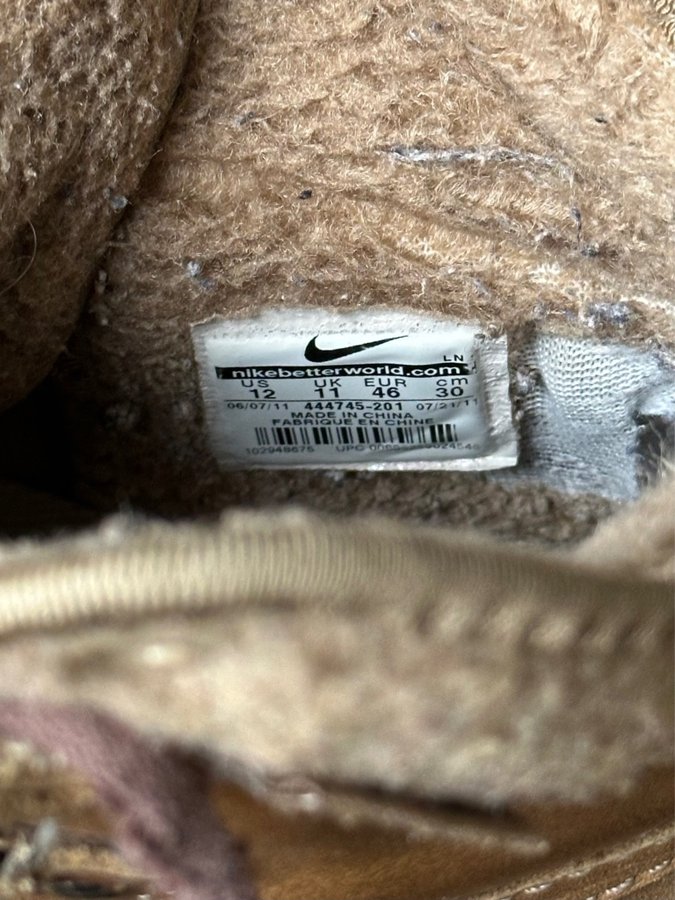 LN
nikebetterworld.com
US UK EUR cm
12 11 46 30
06/07/11 444745-201 07/21/11
MADE IN CHINA
FABRIQUE EN CHINE
102948675 UPC